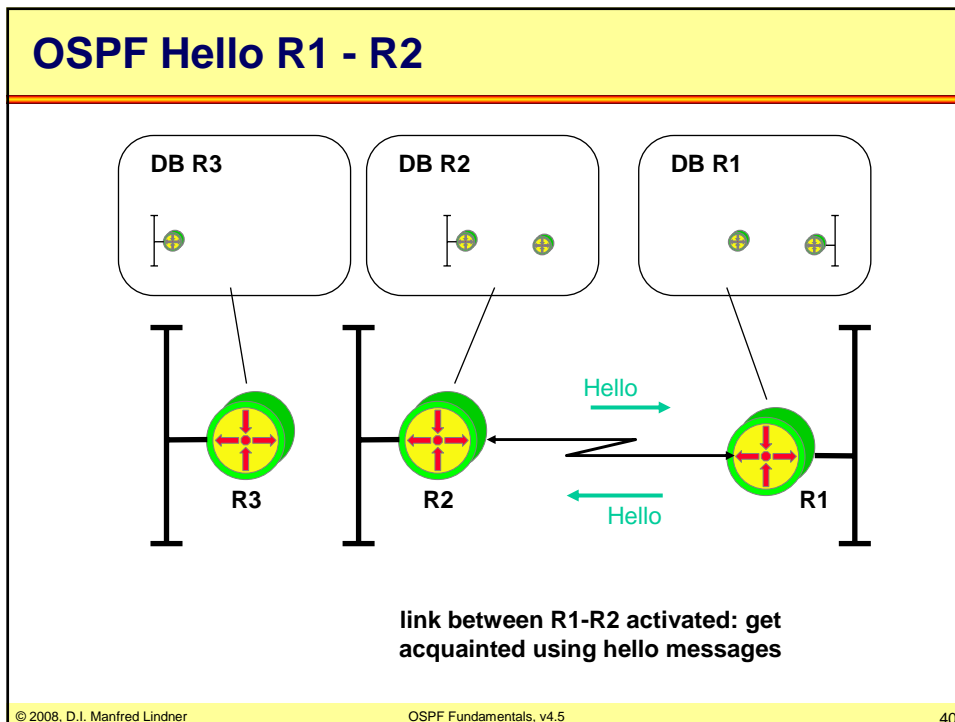 OSPF Hello R1 - R2
DB R3
DB R2
DB R1
Hello
R3
R2
R1
Hello
link between R1-R2 activated: get
acquainted using hello messages
© 2008, D.I. Manfred Lindner
OSPF Fundamentals, v4.5
40